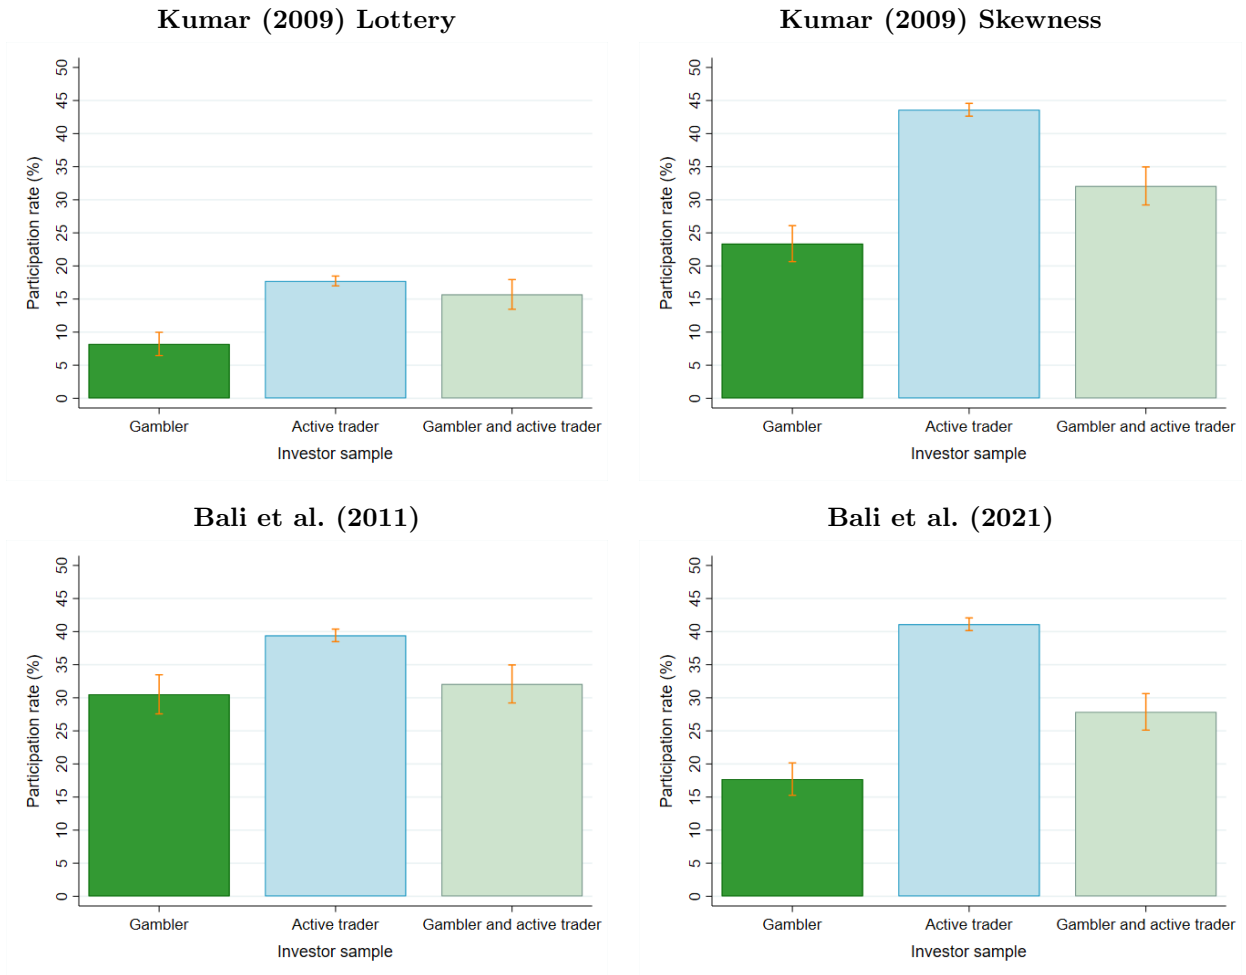 Kumar (2009) Lottery
Participation rate (%)
50
45
40
35
30
25
20
15
10
5
0
Gambler
Active trader
Gambler and active trader
Investor sample
Kumar (2009) Skewness
Participation rate (%)
50
45
40
35
30
25
20
15
10
5
0
Gambler
Active trader
Gambler and active trader
Investor sample
Bali et al. (2011)
Participation rate (%)
50
45
40
35
30
25
20
15
10
5
0
Gambler
Active trader
Gambler and active trader
Investor sample
Bali et al. (2021)
Participation rate (%)
50
45
40
35
30
25
20
15
10
5
0
Gambler
Active trader
Gambler and active trader
Investor sample